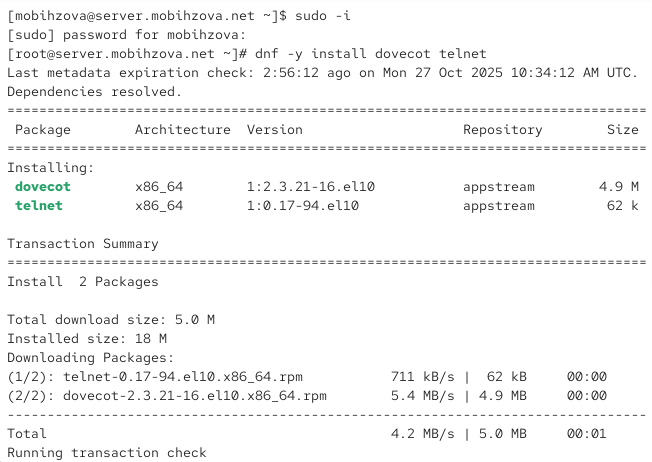 [mobihzova@server.mobihzova.net ~]$ sudo -i
[sudo] password for mobihzova:
[root@server.mobihzova.net ~]# dnf -y install dovecot telnet
Last metadata expiration check: 2:56:12 ago on Mon 27 Oct 2025 10:34:12 AM UTC.
Dependencies resolved.
================================================================================
 Package        Architecture  Version                    Repository        Size
================================================================================
Installing:
 dovecot        x86_64        1:2.3.21-16.el10           appstream        4.9 M
 telnet         x86_64        1:0.17-94.el10             appstream         62 k
Transaction Summary
================================================================================
Install  2 Packages
Total download size: 5.0 M
Installed size: 18 M
Downloading Packages:
(1/2): telnet-0.17-94.el10.x86_64.rpm           711 kB/s |  62 kB     00:00
(2/2): dovecot-2.3.21-16.el10.x86_64.rpm        5.4 MB/s | 4.9 MB     00:00
--------------------------------------------------------------------------------
Total                                           4.2 MB/s | 5.0 MB     00:01
Running transaction check